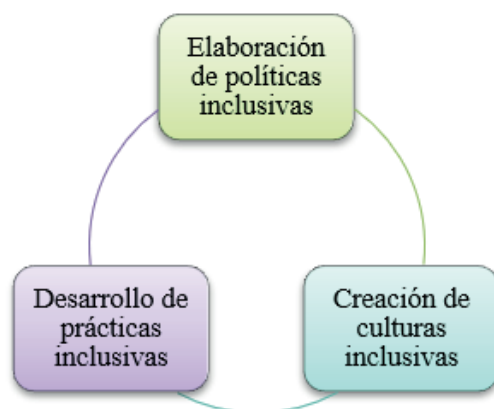 Elaboración
de políticas
inclusivas
Desarrollo de
prácticas
inclusivas
Creación de
culturas
inclusivas